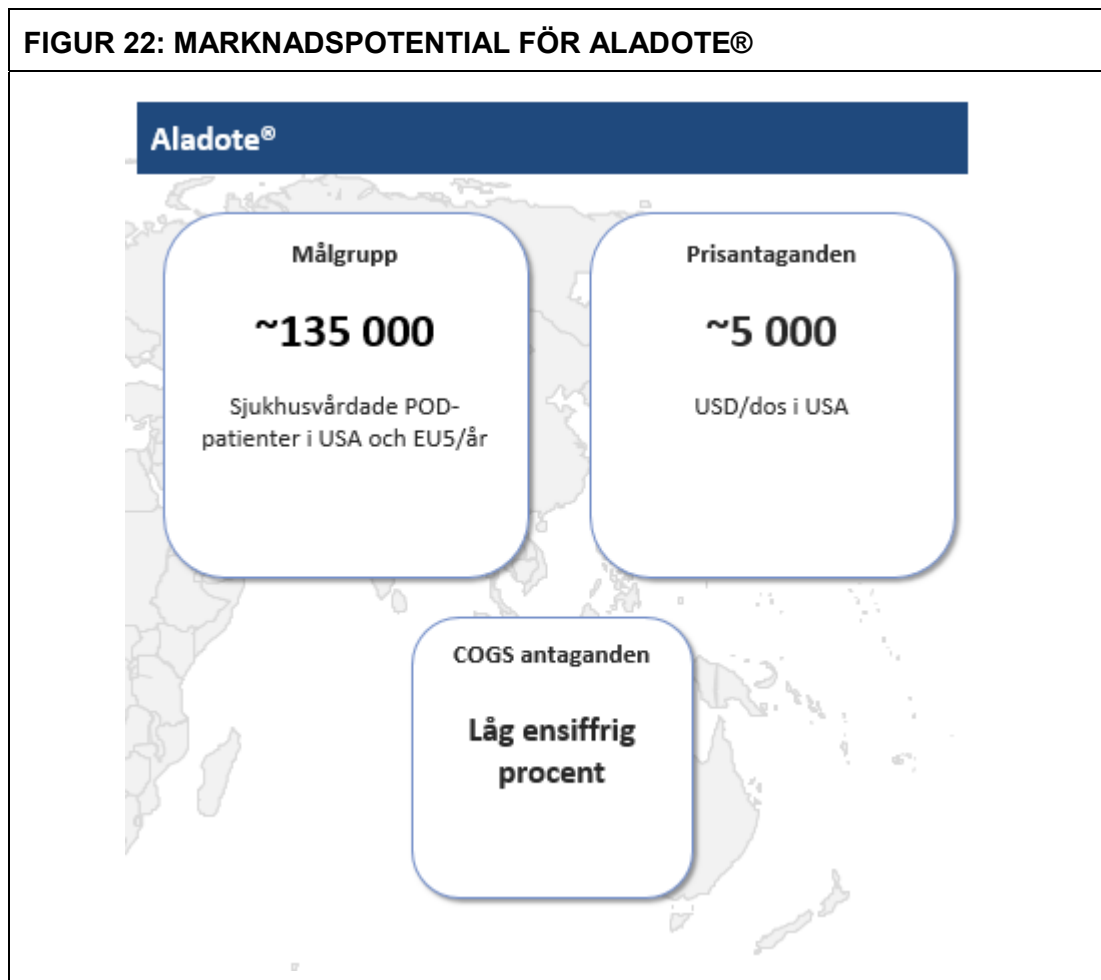 FIGUR 22: MARKNADSPOTENTIAL FÖR ALADOTE®
Aladote®
Målgrupp
~135 000
Sjukhusvårdade POD-
patienter i USA och EU5/år
Prisantaganden
~5 000
USD/dos i USA
COGS antaganden
Låg ensiffrig
procent